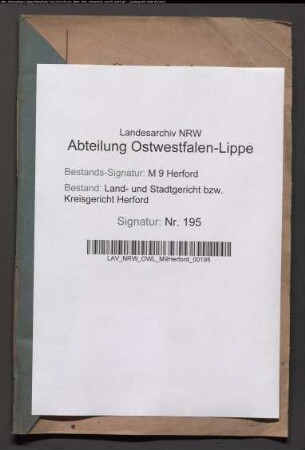 Landesarchiv NRW
Abteilung Ostwestfalen-Lippe
Bestands-Signatur: M 9 Herford
Bestand: Land- und Stadtgericht bzw.
Kreisgericht Herford
Signatur: Nr. 195
LAV_NRW_OWL_M9Herford_00195